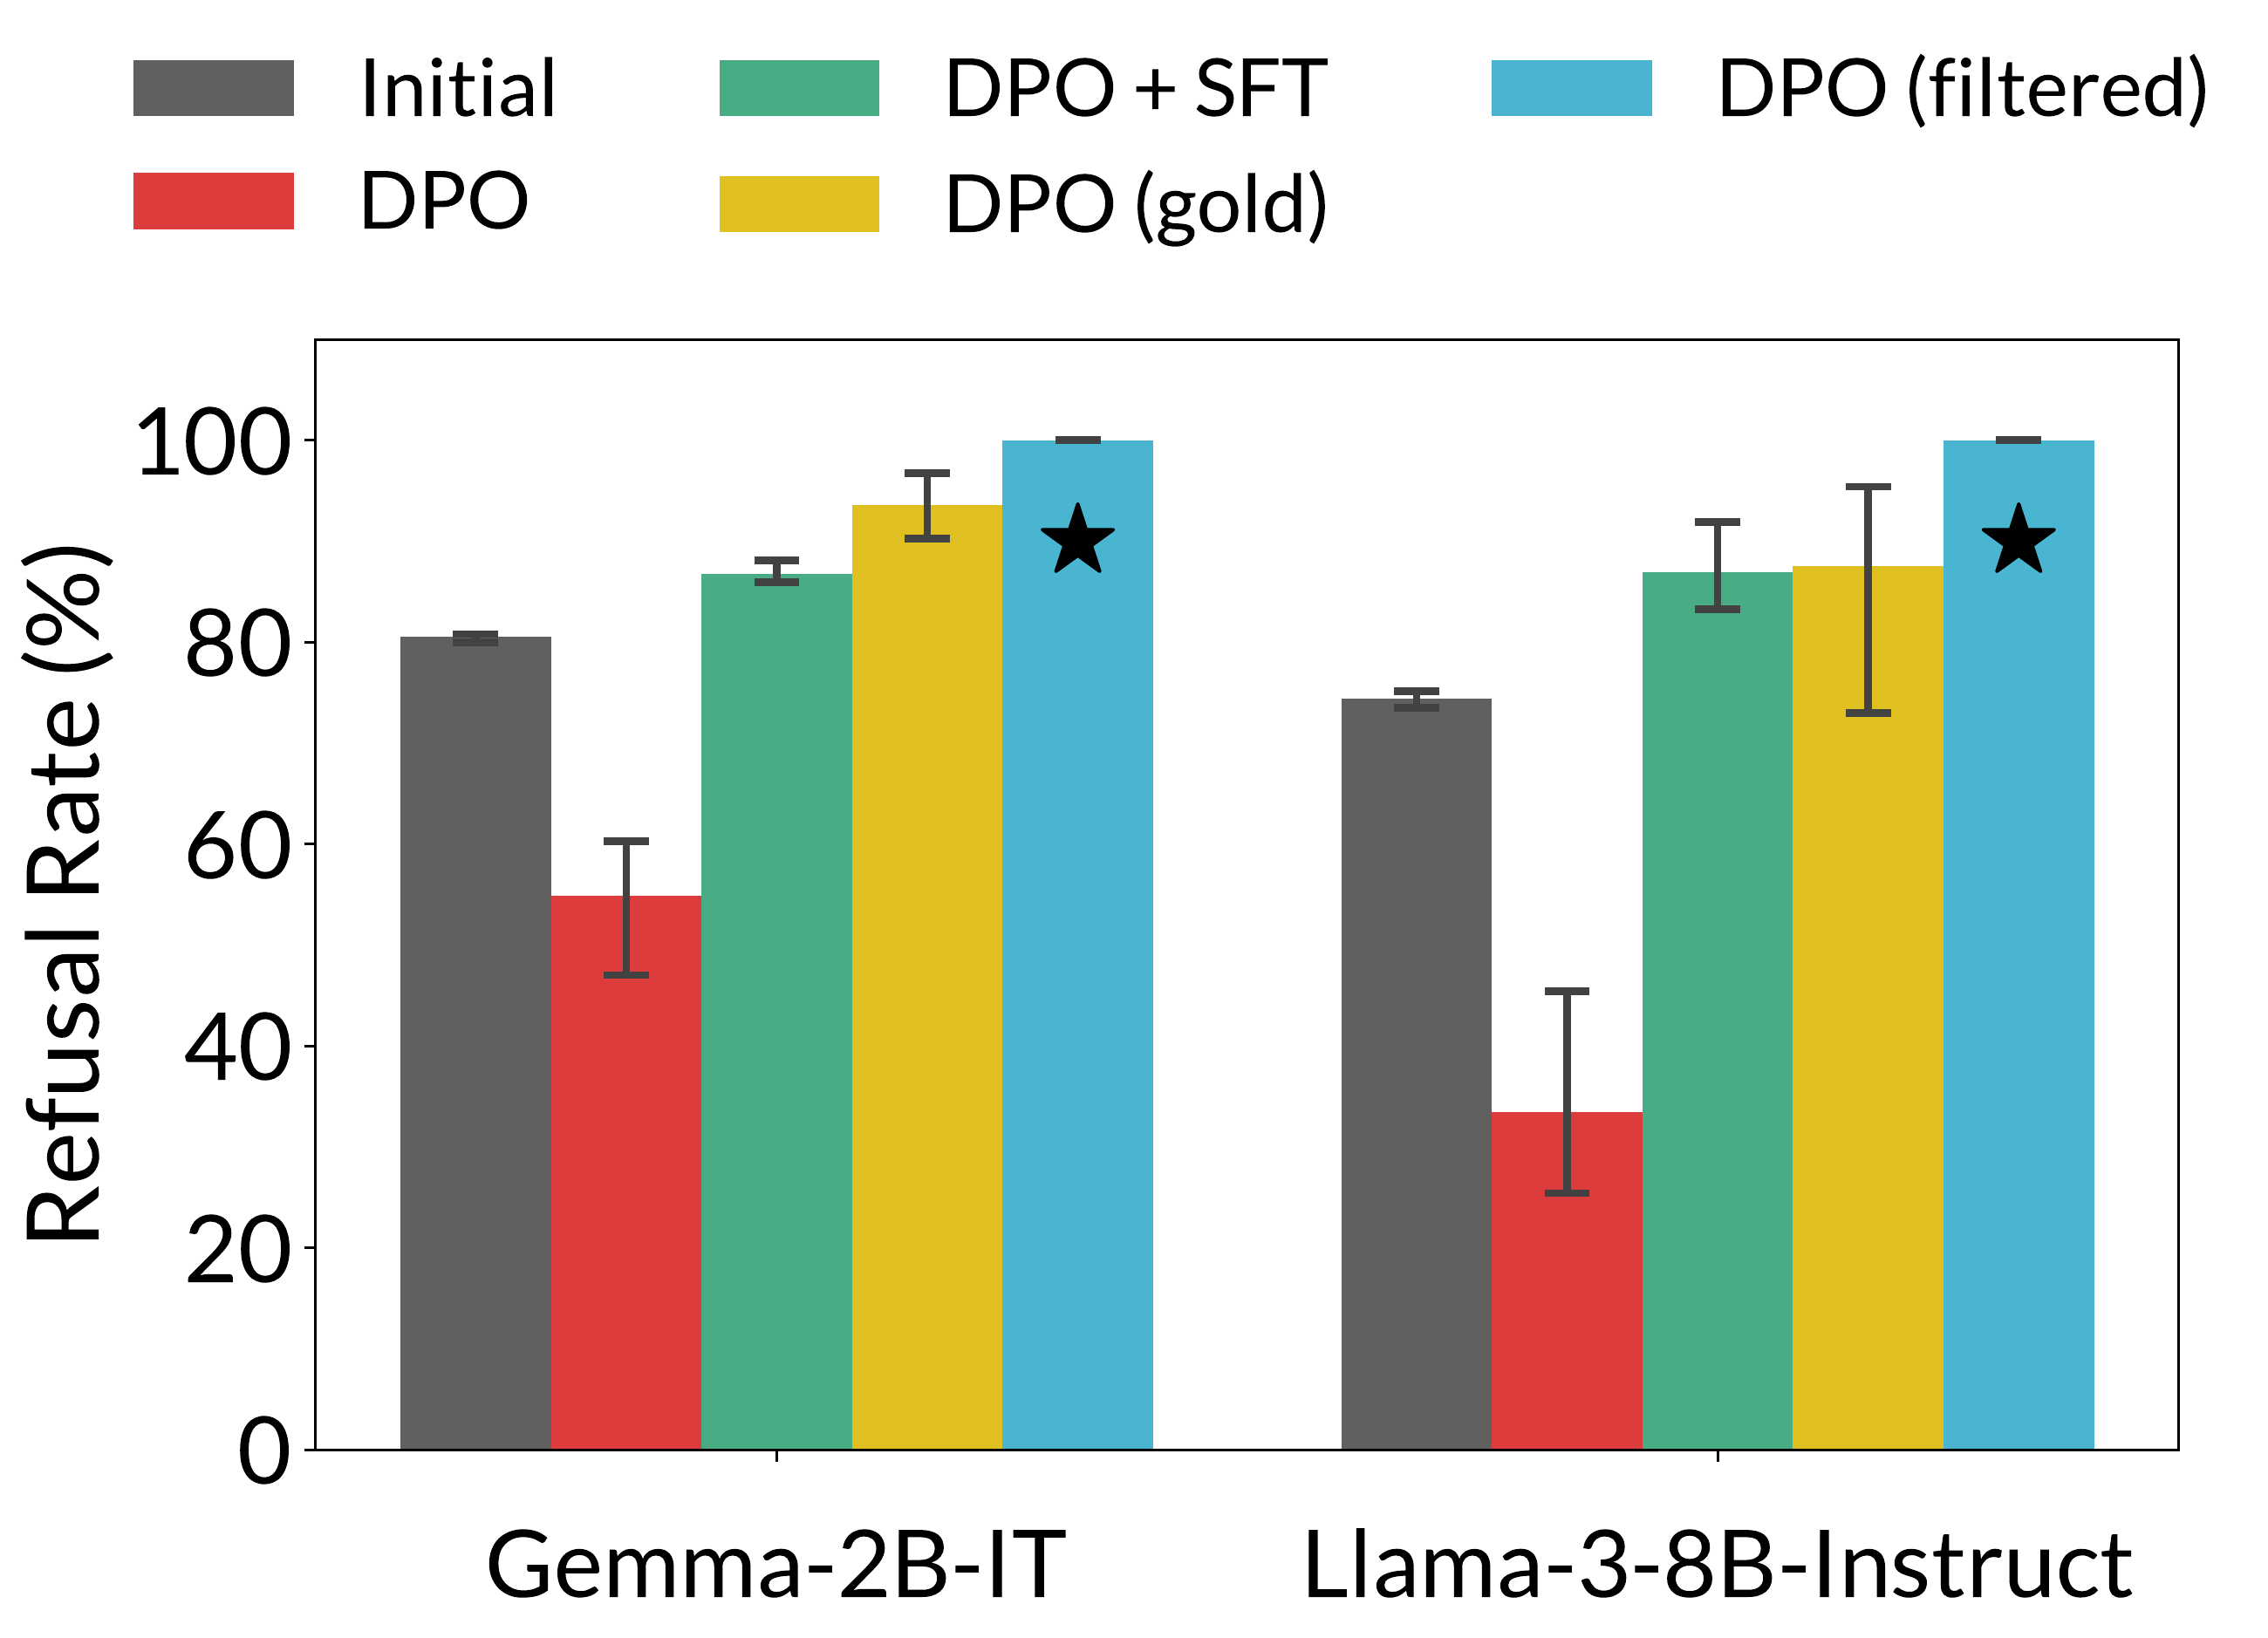 Initial
DPO
DPO + SFT
DPO (gold)
DPO (filtered)
Refusal Rate (%)
100
80
60
40
20
0
Gemma-2B-IT
Llama-3-8B-Instruct